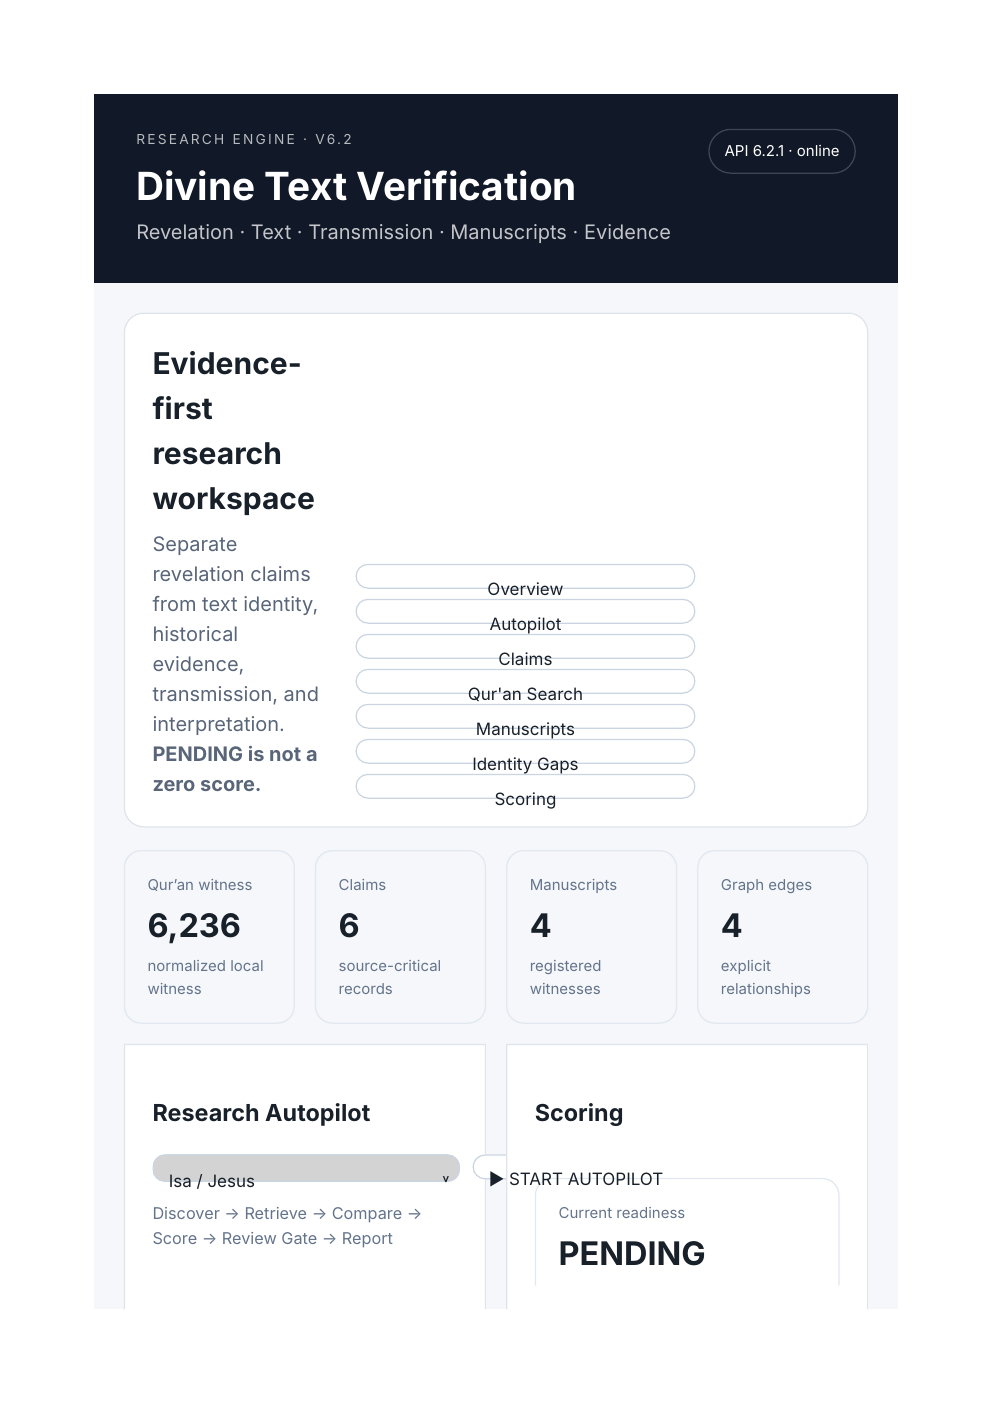 RESEARCH ENGINE · V6.2
API 6.2.1 · online
Divine Text Verification
Revelation · Text · Transmission · Manuscripts · Evidence
Evidence-
first
research
workspace
Separate
revelation claims
from text identity,
historical
evidence,
transmission, and
interpretation.
PENDING is not a
zero score.
Overview
Autopilot
Claims
Qur'an Search
Manuscripts
Identity Gaps
Scoring
Qur’an witness
6,236
normalized local
witness
Claims
6
source-critical
records
Manuscripts
4
registered
witnesses
Graph edges
4
explicit
relationships
Research Autopilot
Isa / Jesus
▶ START AUTOPILOT
Discover → Retrieve → Compare →
Score → Review Gate → Report
Scoring
Current readiness
PENDING